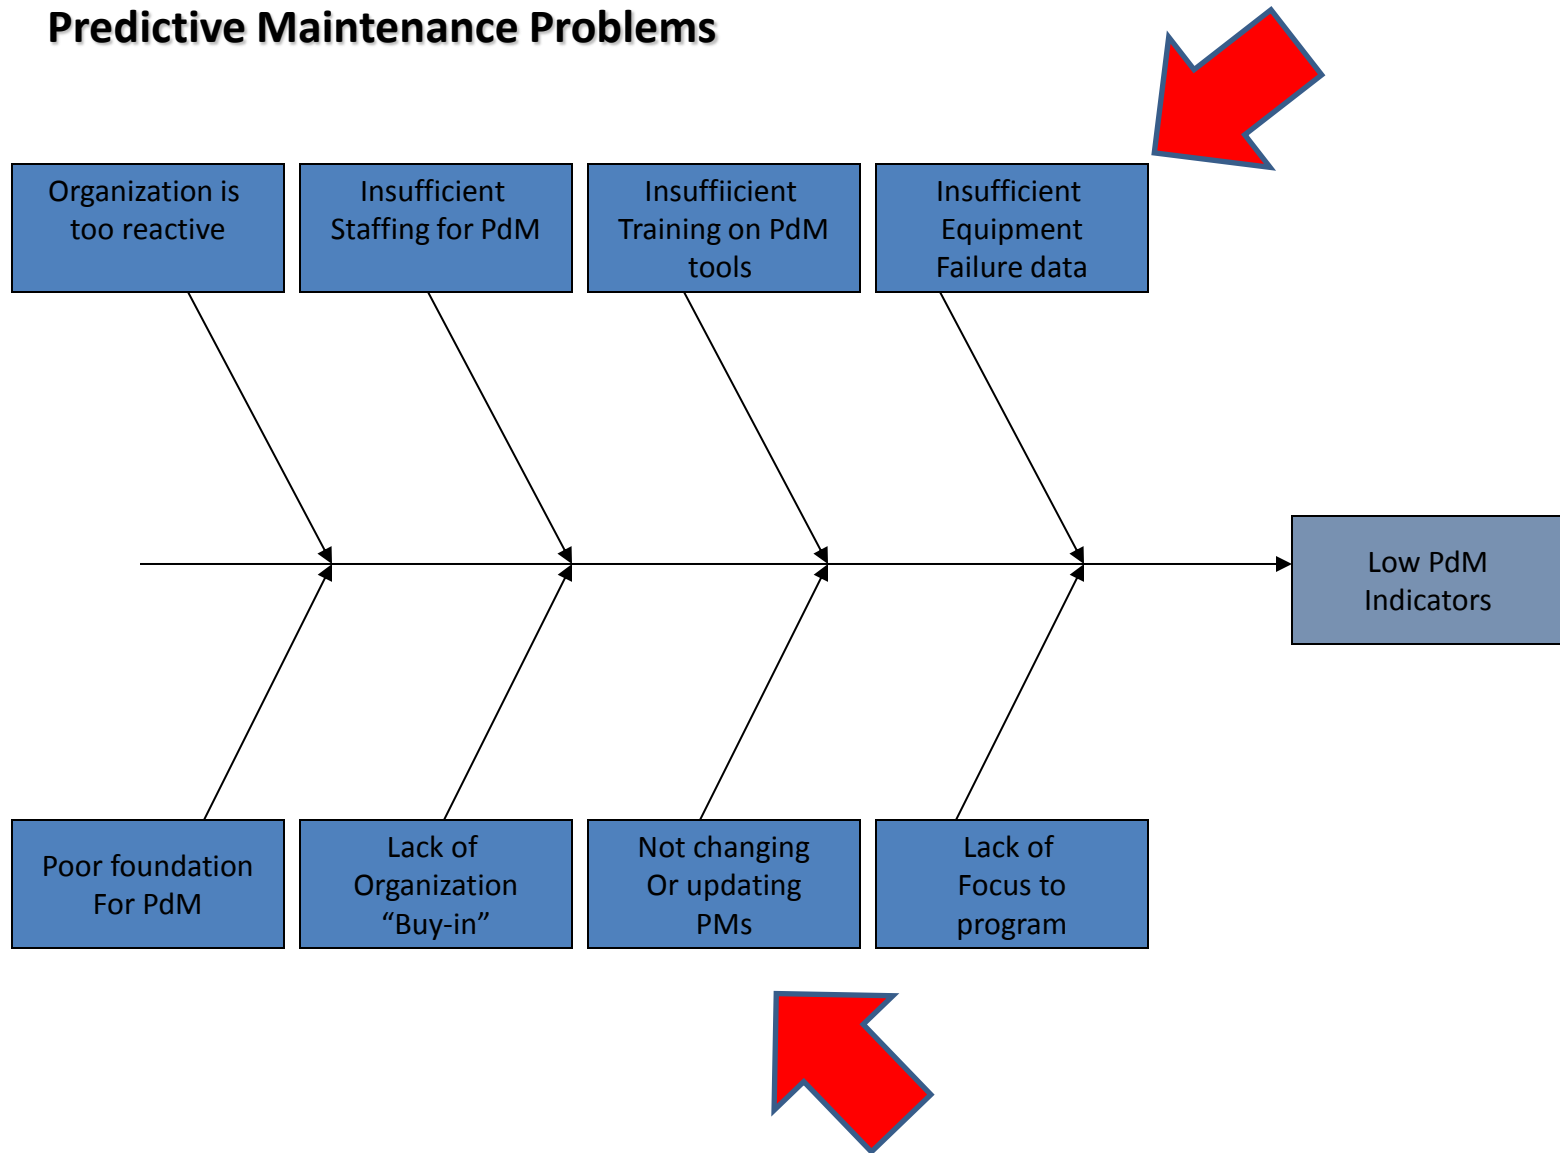 Predictive Maintenance Problems
Organization is
too reactive
Insufficient
Staffing for PdM
Insuffiicient
Training on PdM
tools
Insufficient
Equipment
Failure data
Low PdM
Indicators
Poor foundation
For PdM
Lack of
Organization
“Buy-in”
Not changing
Or updating
PMs
Lack of
Focus to
program